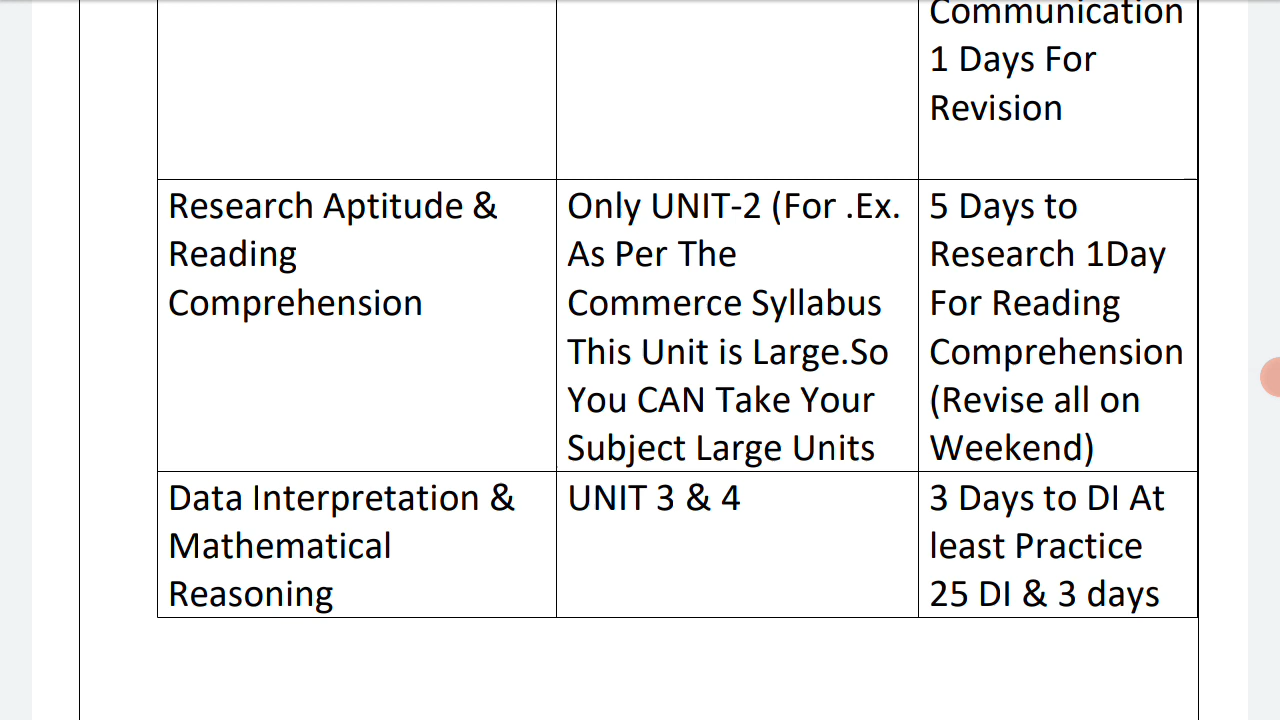 Communication
1 Days For
Revision
Research Aptitude &
Reading
Comprehension
Only UNIT-2 (For .Ex.
As Per The
Commerce Syllabus
This Unit is Large.So
You CAN Take Your
Subject Large Units
5 Days to
Research 1Day
For Reading
Comprehension
(Revise all on
Weekend)
Data Interpretation &
Mathematical
Reasoning
UNIT 3 & 4
3 Days to DI At
least Practice
25 DI & 3 days